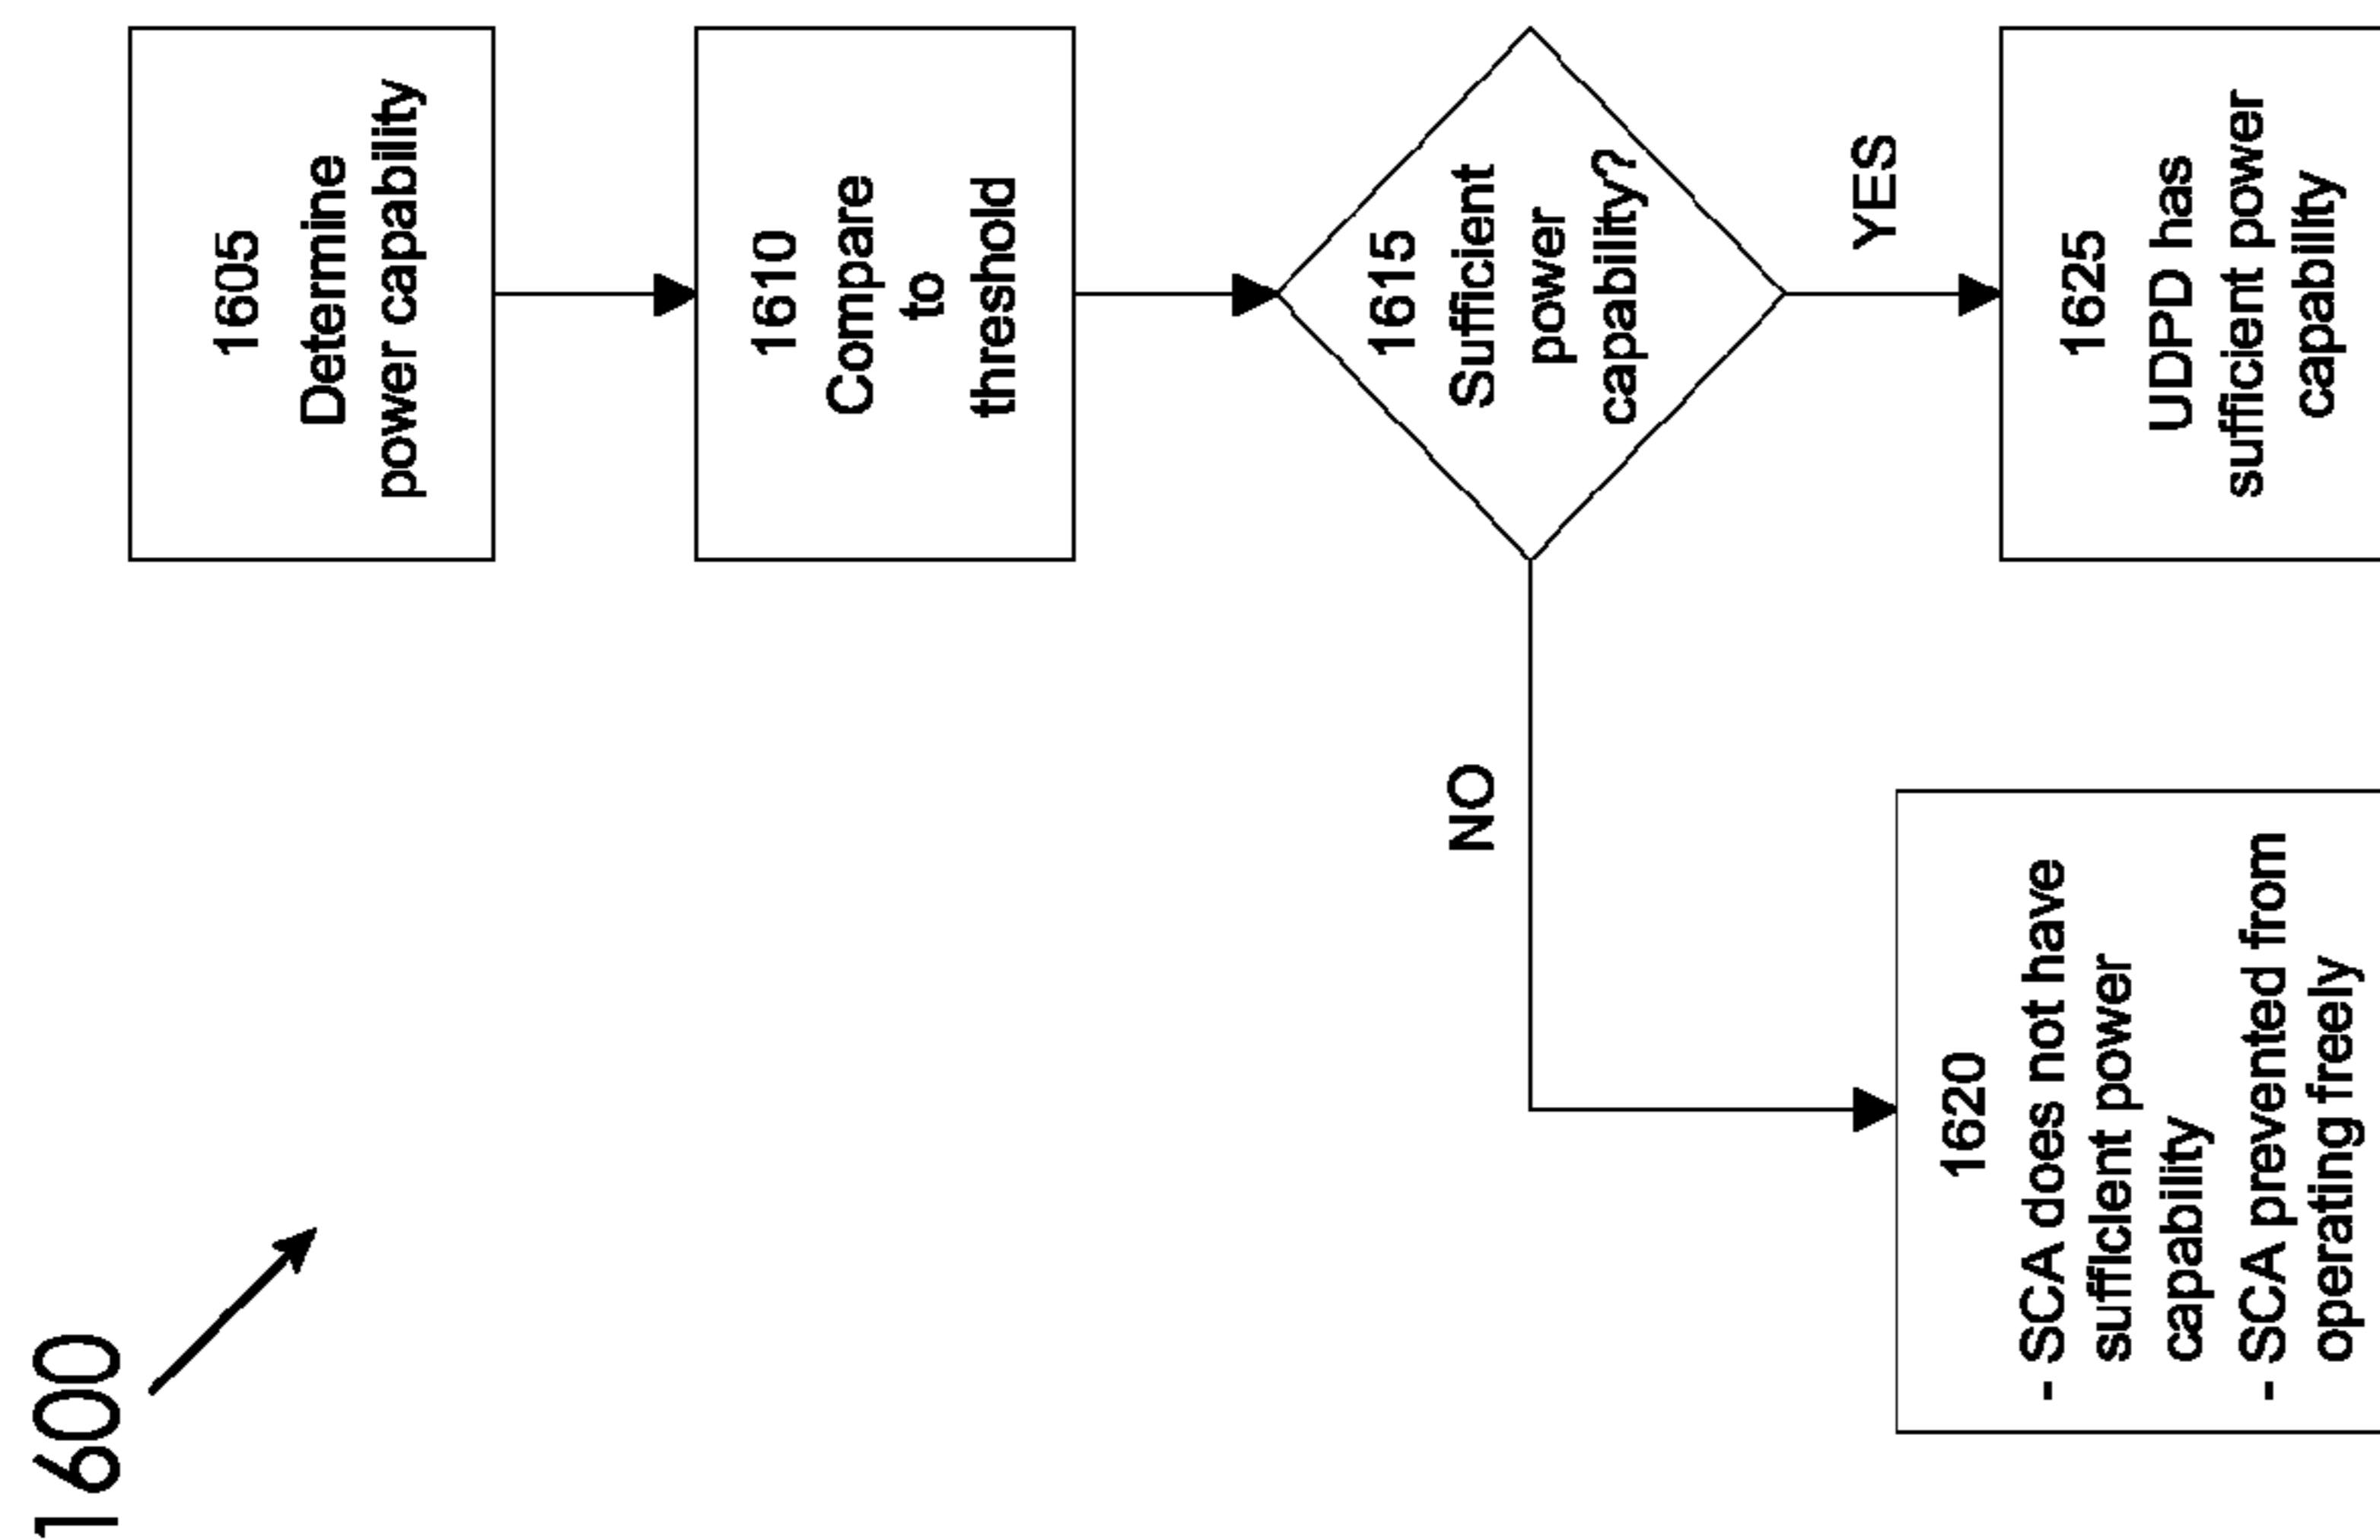 1600
1605
Determine
power capability
1610
Compare
to
threshold
1615
Sufficient
power
capability?
NO
YES
1620
- SCA does not have
sufficient power
capability
- SCA prevented from
operating freely
1625
UDPD has
sufficient power
capability